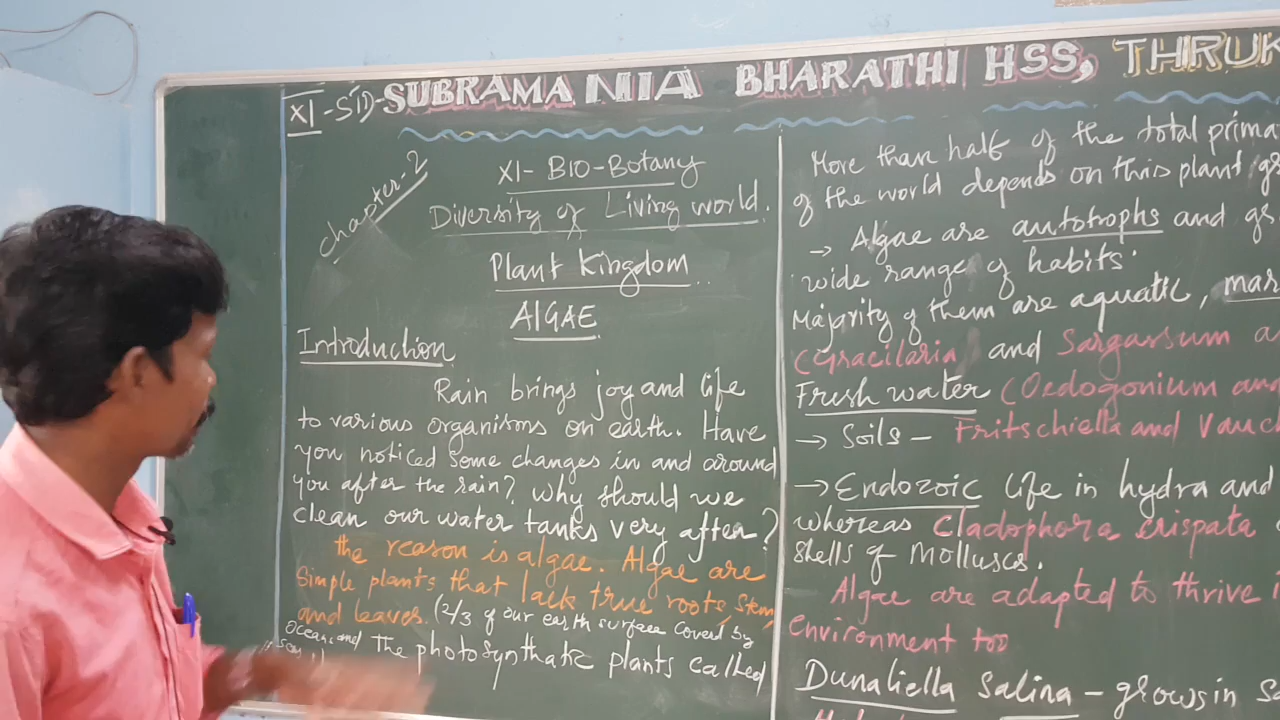 XI - STD - SUBRAMANIA BHARATHI HSS, THRUK
Chapter-2
XI- BIO-Botany
Diversity of Living world.
Plant Kingdom
AlGAE
Introduction
Rain brings joy and life
to various organisms on earth. Have
you noticed some changes in and around
you after the rain? Why should we
clean our water tanks very after?
the reason is algae. Algae are
Simple plants that lack true roots, stem,
and leaves. (2/3 of our earth surface covered by
Oceans and The photosynthatic plants called
More than half of the total prima
of the world depends on this plant
→ Algae are autotrophs and
wide range of habits.
Majority of them are aquatic, mar
(Gracilaria and Sargarsum a
Fresh water (Oedogonium and
→ Soils - Fritschiella and Vauc
→ Endozoic life in hydra and
whereas Cladophora crispata
shells of Molluscs.
Algae are adapted to thrive i
environment too
Dunaliella salina - grows in Sa